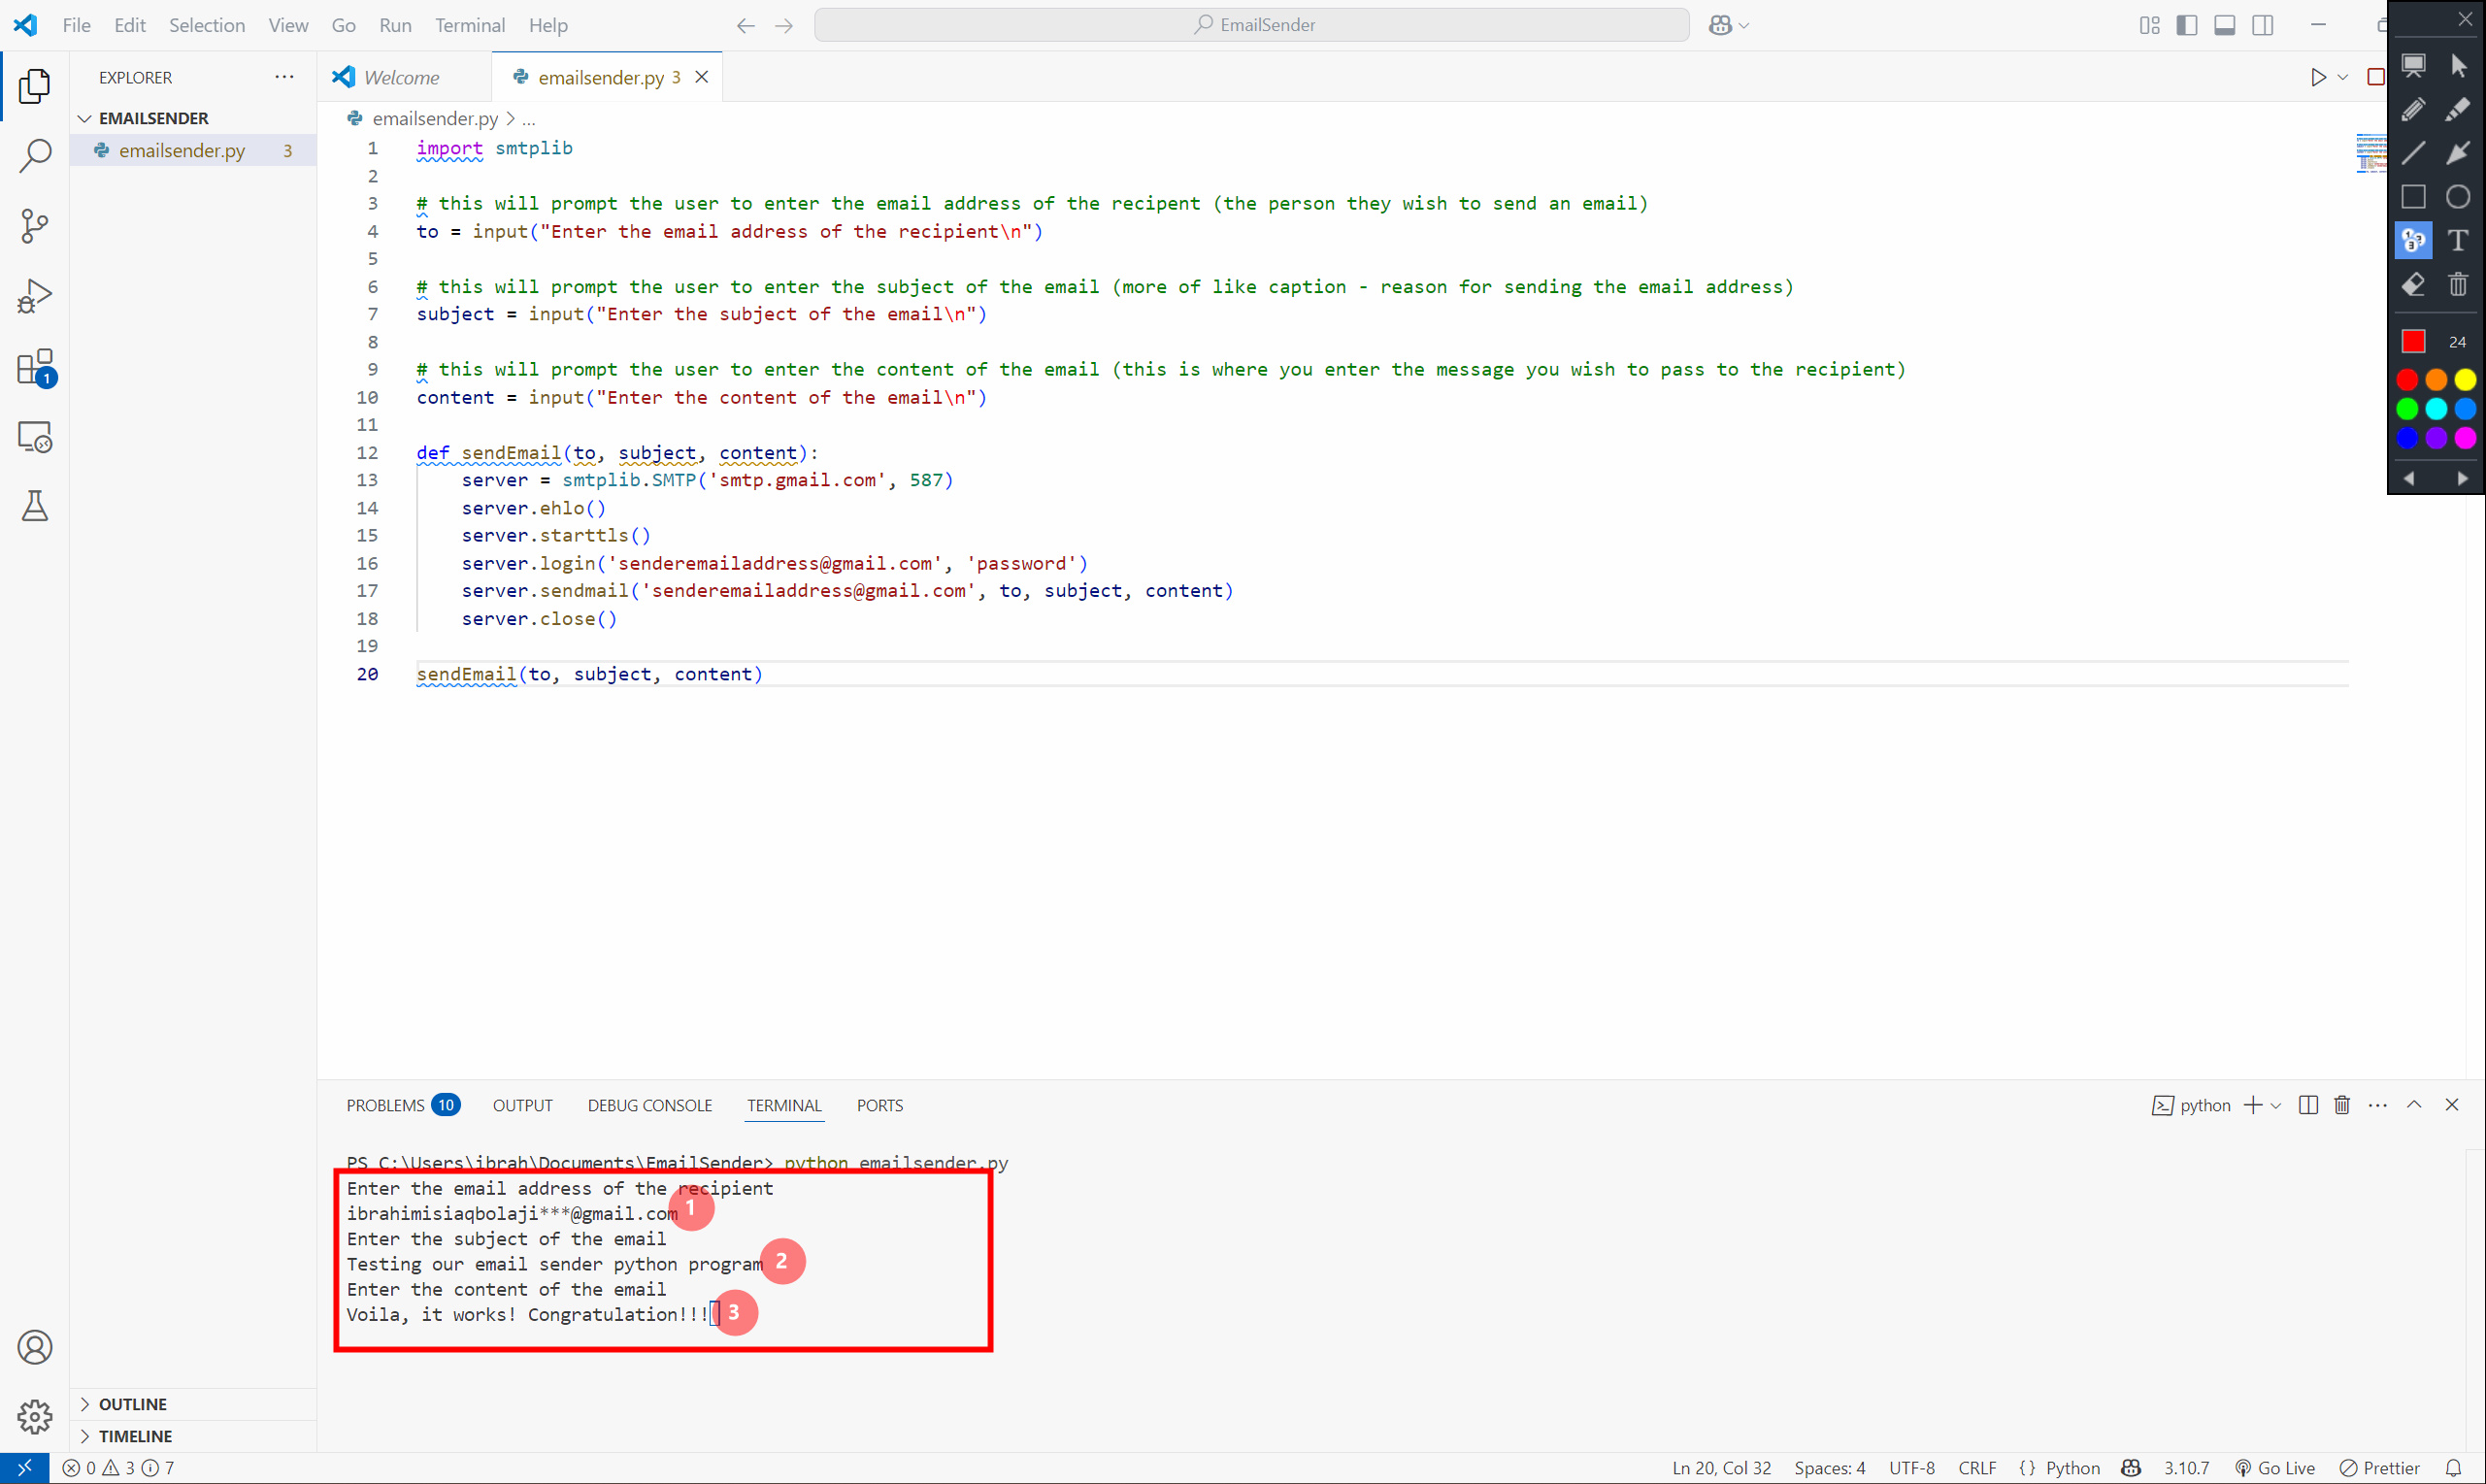 File Edit Selection View Go Run Terminal Help
EmailSender
EXPLORER
Welcome
emailsender.py 3
EMAILSENDER
emailsender.py 3
emailsender.py > ...
1 import smtplib
2
3 # this will prompt the user to enter the email address of the recipent (the person they wish to send an email)
4 to = input("Enter the email address of the recipient\n")
5
6 # this will prompt the user to enter the subject of the email (more of like caption - reason for sending the email address)
7 subject = input("Enter the subject of the email\n")
8
9 # this will prompt the user to enter the content of the email (this is where you enter the message you wish to pass to the recipient)
10 content = input("Enter the content of the email\n")
11
12 def sendEmail(to, subject, content):
13 server = smtplib.SMTP('smtp.gmail.com', 587)
14 server.ehlo()
15 server.starttls()
16 server.login('senderemailaddress@gmail.com', 'password')
17 server.sendmail('senderemailaddress@gmail.com', to, subject, content)
18 server.close()
19
20 sendEmail(to, subject, content)
T
24
1
PROBLEMS 10 OUTPUT DEBUG CONSOLE TERMINAL PORTS
python
PS C:\Users\ibrah\Documents\EmailSender> python emailsender.py
Enter the email address of the recipient
ibrahimisiaqbolaji***@gmail.com 1
Enter the subject of the email
Testing our email sender python program 2
Enter the content of the email
Voila, it works! Congratulation!!! 3
OUTLINE
TIMELINE
0 3 7
Ln 20, Col 32 Spaces: 4 UTF-8 CRLF {} Python 3.10.7 Go Live Prettier